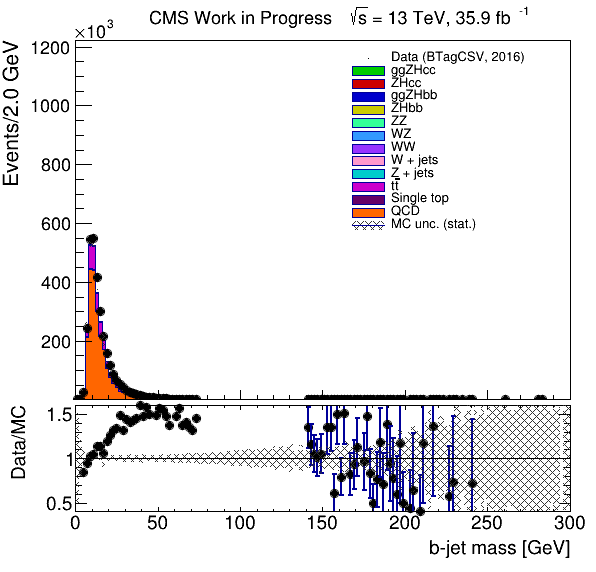 CMS Work in Progress √s = 13 TeV, 35.9 fb -1
×10³
Events/2.0 GeV
1200
1000
800
600
400
200
Data (BTagCSV, 2016)
ggZHcc
ZHcc
ggZHbb
ZHbb
ZZ
WZ
WW
W + jets
Z + jets
tt̅
Single top
QCD
MC unc. (stat.)
Data/MC
1.5
1
0.5
0 50 100 150 200 250 300
b-jet mass [GeV]